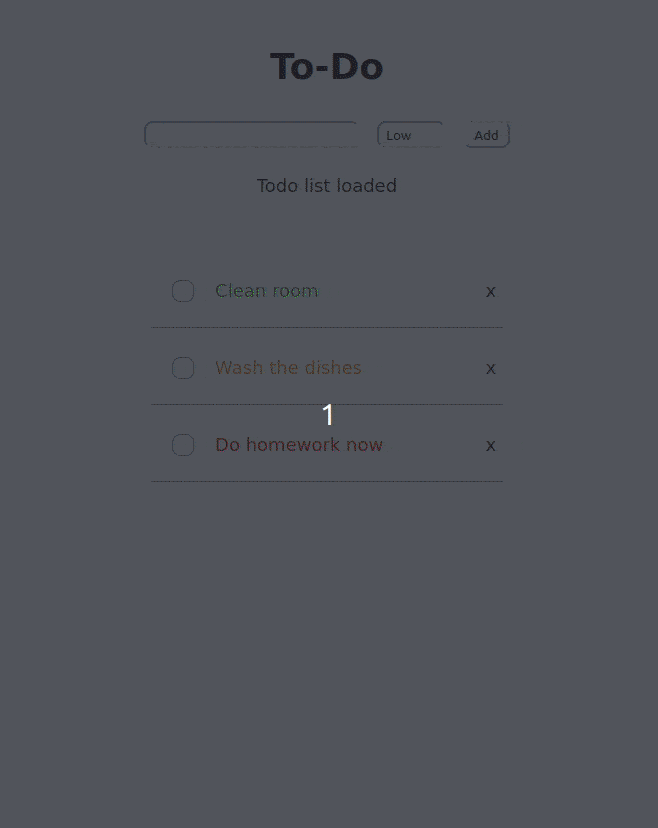 To-Do
Low Add
Todo list loaded
Clean room x
Wash the dishes x
1
Do homework now x